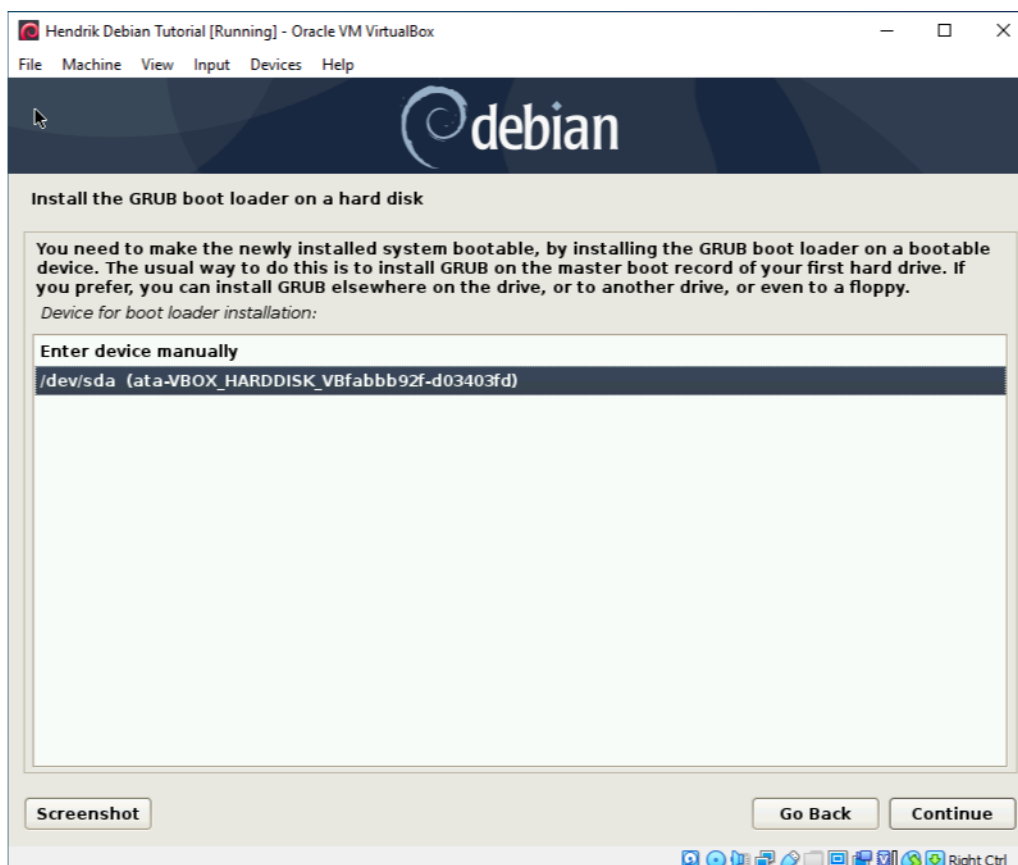 Hendrik Debian Tutorial [Running] - Oracle VM VirtualBox
File Machine View Input Devices Help
debian
Install the GRUB boot loader on a hard disk
You need to make the newly installed system bootable, by installing the GRUB boot loader on a bootable
device. The usual way to do this is to install GRUB on the master boot record of your first hard drive. If
you prefer, you can install GRUB elsewhere on the drive, or to another drive, or even to a floppy.
Device for boot loader installation:
Enter device manually
/dev/sda (ata-VBOX_HARDDISK_VBfabbb92f-d03403fd)
Screenshot Go Back Continue
Right Ctrl